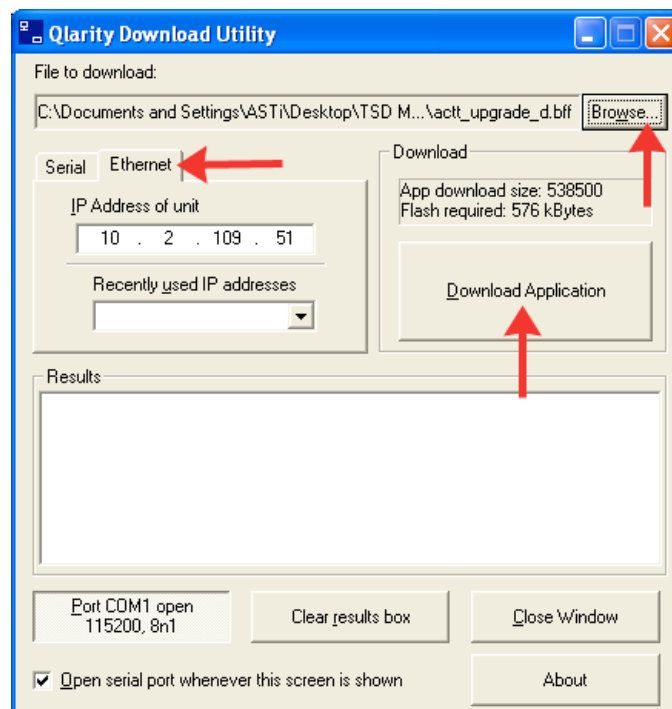 Qlarity Download Utility
File to download:
C:\Documents and Settings\ASTi\Desktop\TSD M...\actt_upgrade_d.bff
Browse...
Serial
Ethernet
IP Address of unit
10 . 2 . 109 . 51
Recently used IP addresses
Download
App download size: 538500
Flash required: 576 kBytes
Download Application
Results
Port COM1 open
115200, 8n1
Clear results box
Close Window
Open serial port whenever this screen is shown
About